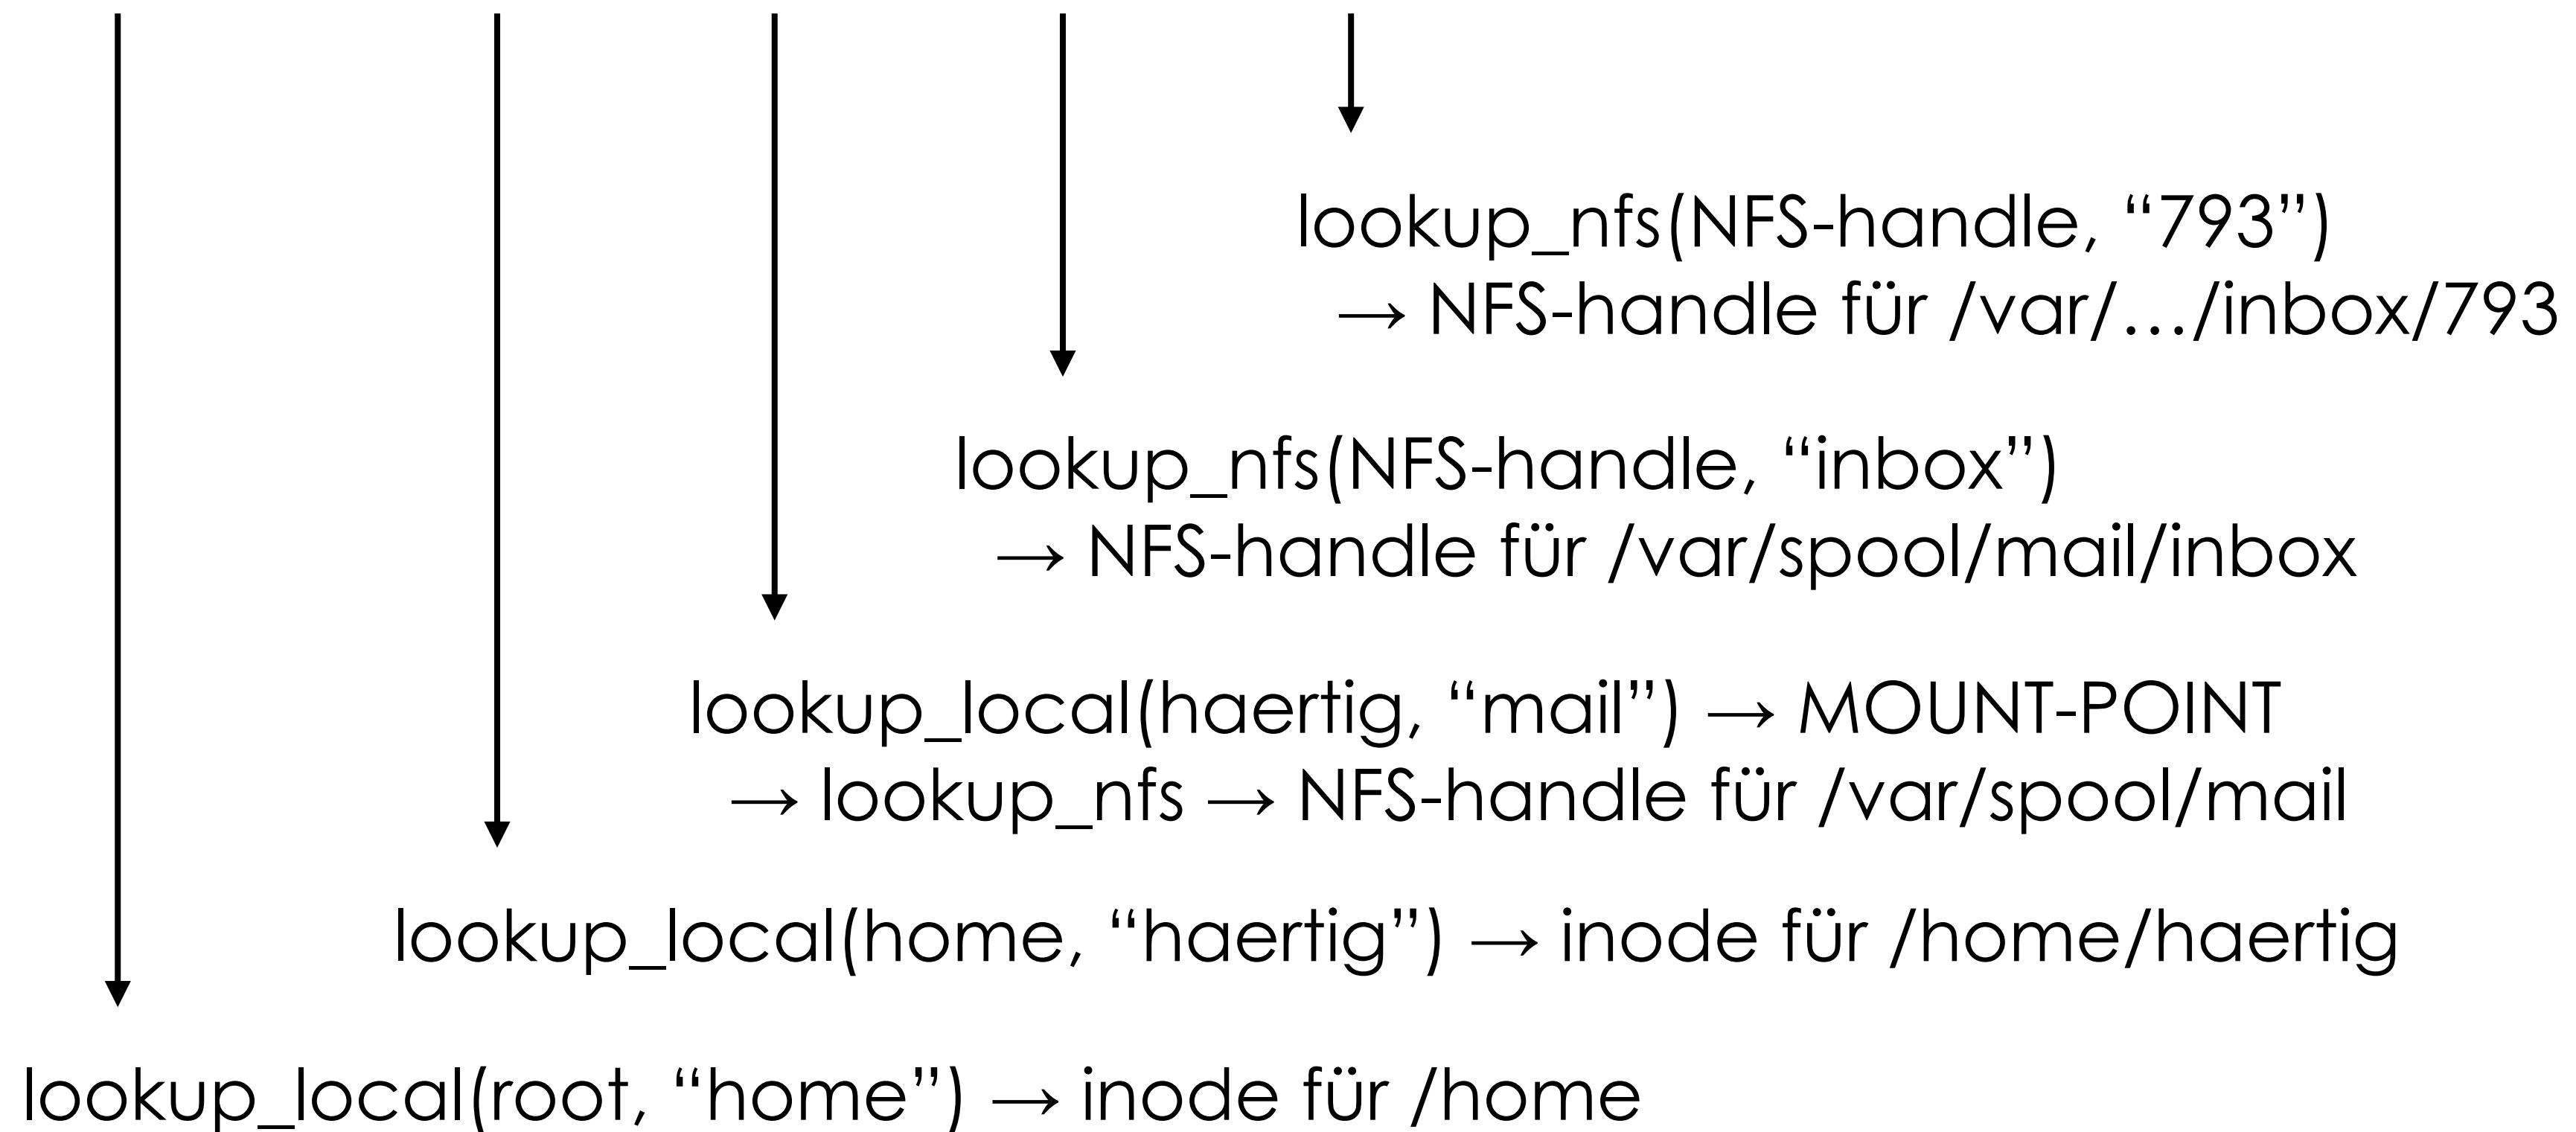 lookup_nfs(NFS-handle, “793”)
→ NFS-handle für /var/…/inbox/793
lookup_nfs(NFS-handle, “inbox”)
→ NFS-handle für /var/spool/mail/inbox
lookup_local(haertig, “mail”) → MOUNT-POINT
→ lookup_nfs → NFS-handle für /var/spool/mail
lookup_local(home, “haertig”) → inode für /home/haertig
lookup_local(root, “home”) → inode für /home